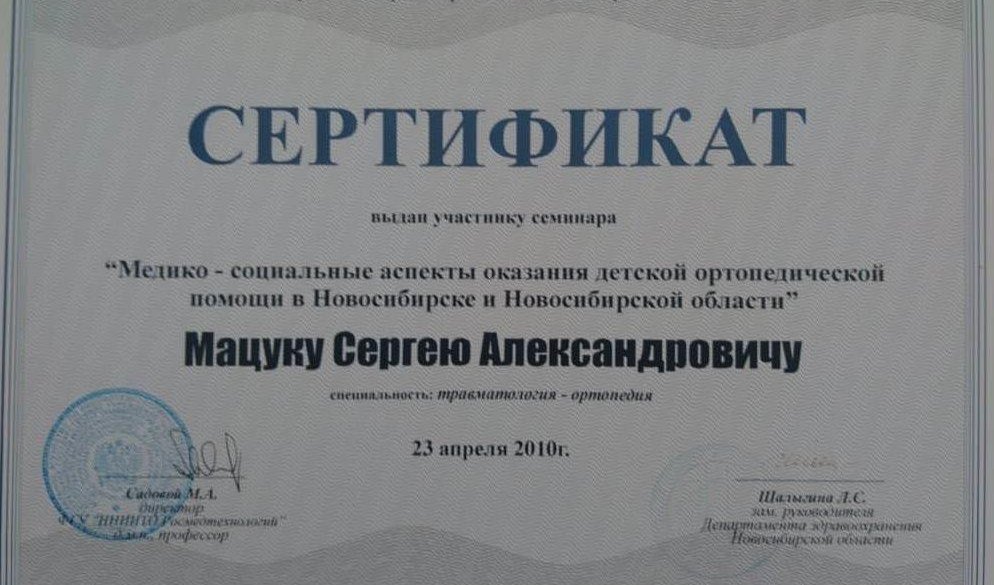 СЕРТИФИКАТ
выдан участнику семинара
“Медико - социальные аспекты оказания детской ортопедической
помощи в Новосибирске и Новосибирской области”
Мацуку Сергею Александровичу
специальность: травматология - ортопедия
23 апреля 2010г.
Садовой М.А.
директор
ФГУ "ННИИТО Росмедтехнологий"
д.м.н., профессор
Шалыгина Л.С.
зам. руководителя
Департамента здравоохранения
Новосибирской области